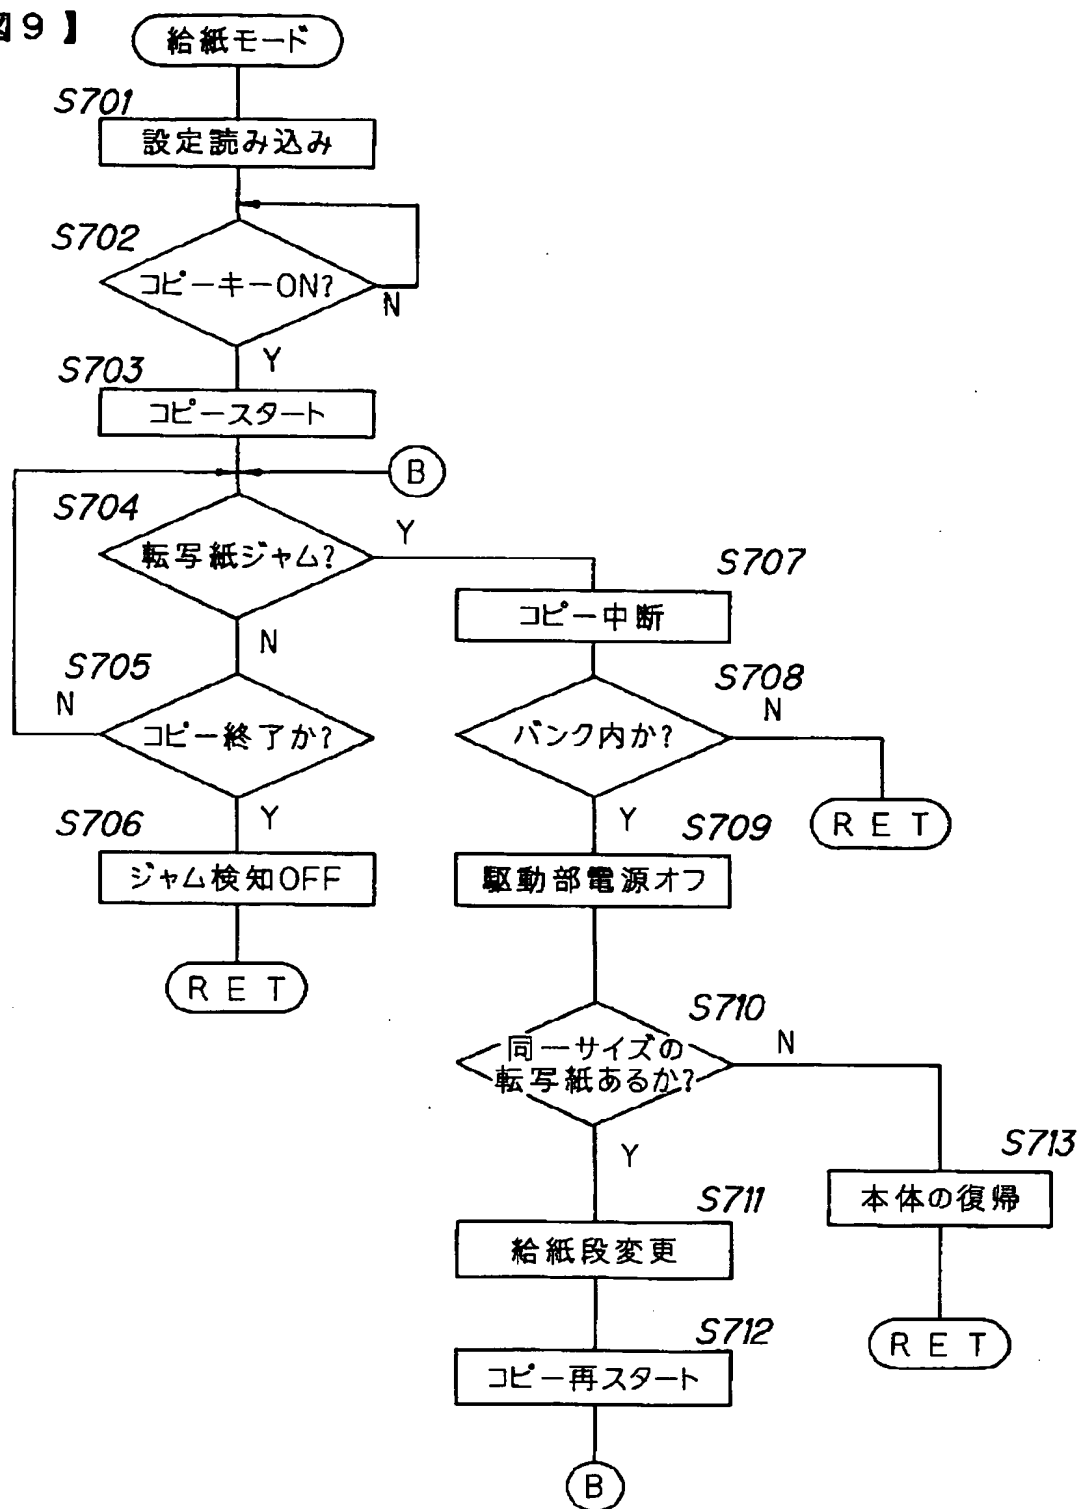 図9】
給紙モード
S701
設定読み込み
S702
コピーキーON?
N
Y
S703
コピースタート
B
S704
転写紙ジャム?
Y
N
S705
コピー終了か?
N
Y
S706
ジャム検知OFF
RET
S707
コピー中断
S708
バンク内か?
N
RET
Y
S709
駆動部電源オフ
S710
同一サイズの
転写紙あるか?
N
Y
S713
本体の復帰
RET
S711
給紙段変更
S712
コピー再スタート
B